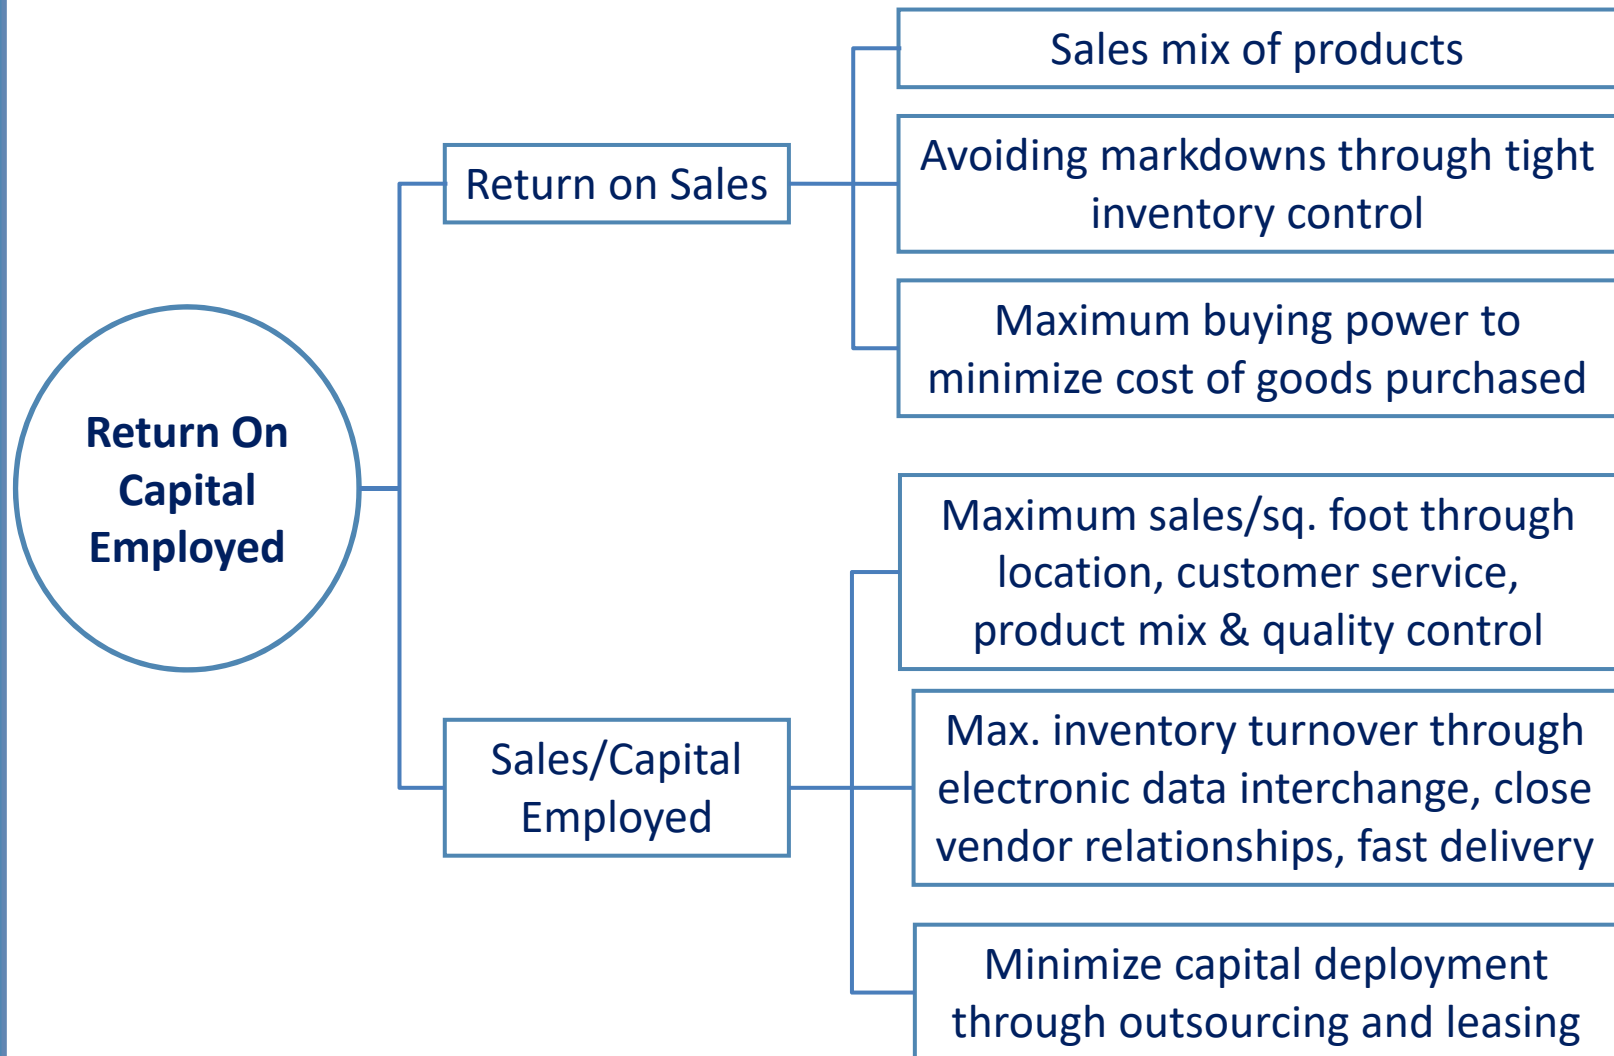 Return On
Capital
Employed
Return on Sales
Sales mix of products
Avoiding markdowns through tight
inventory control
Maximum buying power to
minimize cost of goods purchased
Sales/Capital
Employed
Maximum sales/sq. foot through
location, customer service,
product mix & quality control
Max. inventory turnover through
electronic data interchange, close
vendor relationships, fast delivery
Minimize capital deployment
through outsourcing and leasing